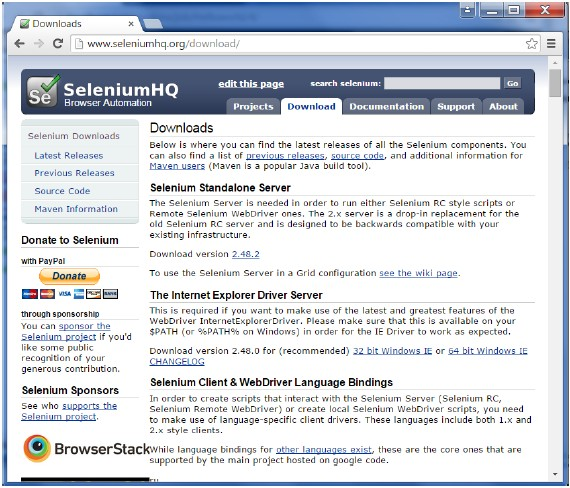 Downloads
www.seleniumhq.org/download/
Se
SeleniumHQ
Browser Automation
edit this page
search selenium:
Go
Projects
Download
Documentation
Support
About
Selenium Downloads
Latest Releases
Previous Releases
Source Code
Maven Information
Donate to Selenium
with PayPal
Donate
VISA
through sponsorship
You can sponsor the
Selenium project if you'd
like some public
recognition of your
generous contribution.
Selenium Sponsors
See who supports the
Selenium project.
BrowserStack
Downloads
Below is where you can find the latest releases of all the Selenium components. You
can also find a list of previous releases, source code, and additional information for
Maven users (Maven is a popular Java build tool).
Selenium Standalone Server
The Selenium Server is needed in order to run either Selenium RC style scripts or
Remote Selenium WebDriver ones. The 2.x server is a drop-in replacement for the
old Selenium RC server and is designed to be backwards compatible with your
existing infrastructure.
Download version 2.48.2
To use the Selenium Server in a Grid configuration see the wiki page.
The Internet Explorer Driver Server
This is required if you want to make use of the latest and greatest features of the
WebDriver InternetExplorerDriver. Please make sure that this is available on your
$PATH (or %PATH% on Windows) in order for the IE Driver to work as expected.
Download version 2.48.0 for (recommended) 32 bit Windows IE or 64 bit Windows IE
CHANGELOG
Selenium Client & WebDriver Language Bindings
In order to create scripts that interact with the Selenium Server (Selenium RC,
Selenium Remote WebDriver) or create local Selenium WebDriver scripts, you need
to make use of language-specific client drivers. These languages include both 1.x and
2.x style clients.
While language bindings for other languages exist, these are the core ones that are
supported by the main project hosted on google code.